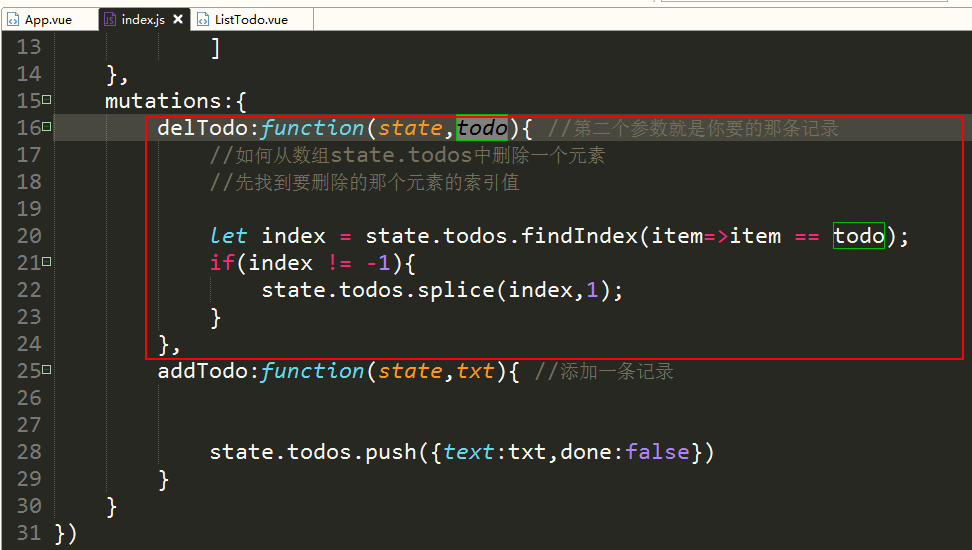 App.vue index.js ListTodo.vue
13 ]
14 },
15 mutations:{
16 delTodo:function(state,todo){ //第二个参数就是你要的那条记录
17 //如何从数组state.todos中删除一个元素
18 //先找到要删除的那个元素的索引值
19
20 let index = state.todos.findIndex(item=>item == todo);
21 if(index != -1){
22 state.todos.splice(index,1);
23 }
24 },
25 addTodo:function(state,txt){ //添加一条记录
26
27
28 state.todos.push({text:txt,done:false})
29 }
30 }
31 })